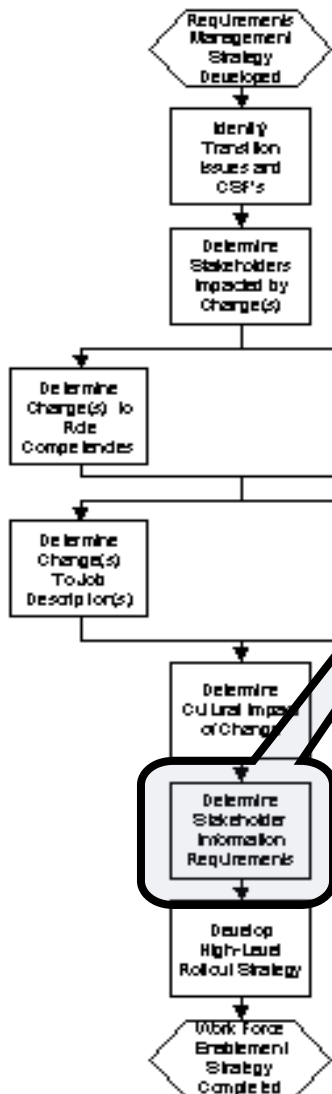 Requirements
Management
Strategy
Developed
Identify
Transition
Issues and
CSF's
Determine
Stakeholders
Impacted by
Change(s)
Determine
Change(s) to
Role
Competencies
Determine
Change(s)
To Job
Description(s)
Determine
Cultural Impact
of Change
Determine
Stakeholder
Information
Requirements
Develop
High-Level
Rollout Strategy
Work Force
Enablement
Strategy
Completed